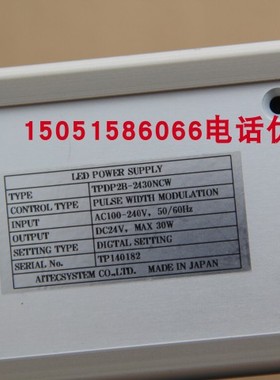 15051586066电话
LED POWER SUPPLY
TYPE TPDP2B-2430NCW
CONTROL TYPE PULSE WIDTH MODULATION
INPUT AC100-240V, 50/60Hz
OUTPUT DC24V, MAX 30W
SETTING TYPE DIGTAL SETTING
SERIAL No. TP140182
AITECSYSTEM CO.,LTD. MADE IN JAPAN